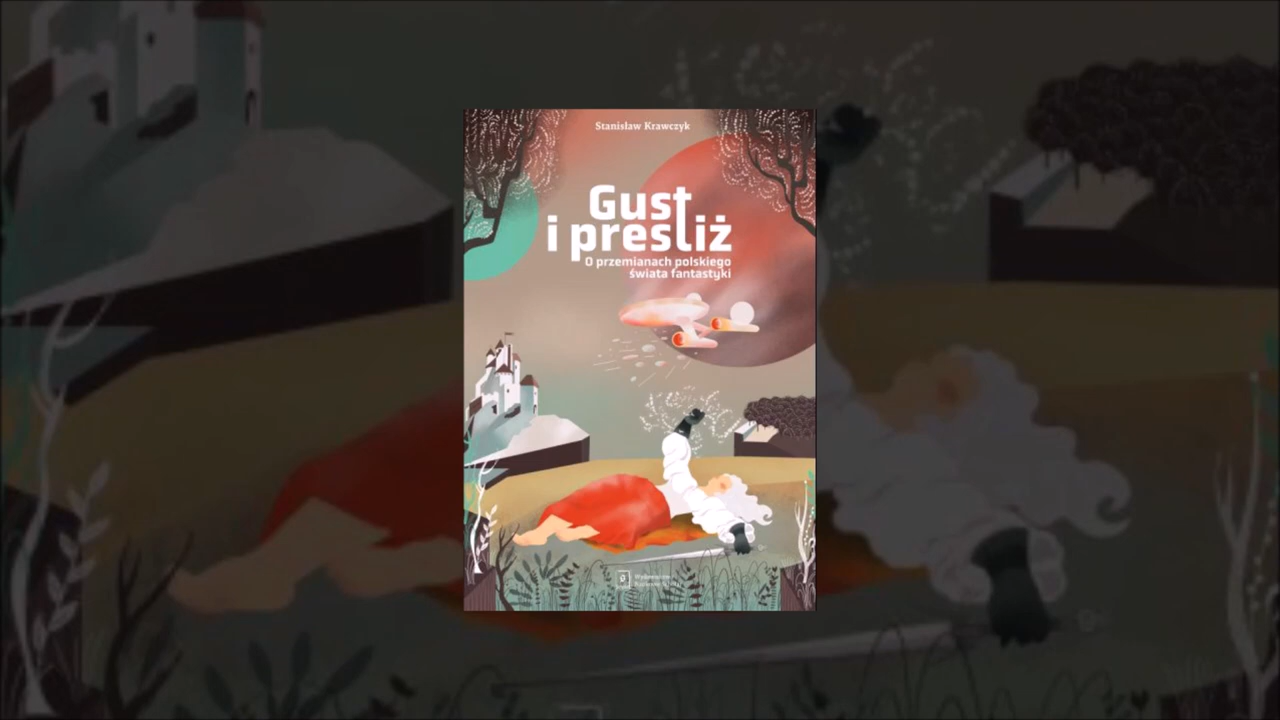 Stanisław Krawczyk
Gust
i prestiż
O przemianach polskiego
świata fantastyki